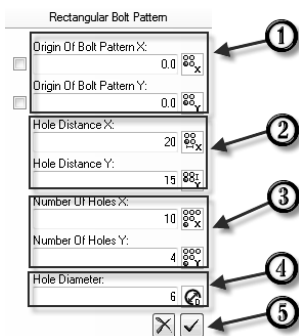 Rectangular Bolt Pattern
1
Origin Of Bolt Pattern X:
0.0
X
Origin Of Bolt Pattern Y:
0.0
Y
2
Hole Distance X:
20
X
Hole Distance Y:
15
Y
3
Number Of Holes X:
10
X
Number Of Holes Y:
4
Y
4
Hole Diameter:
6
D
5